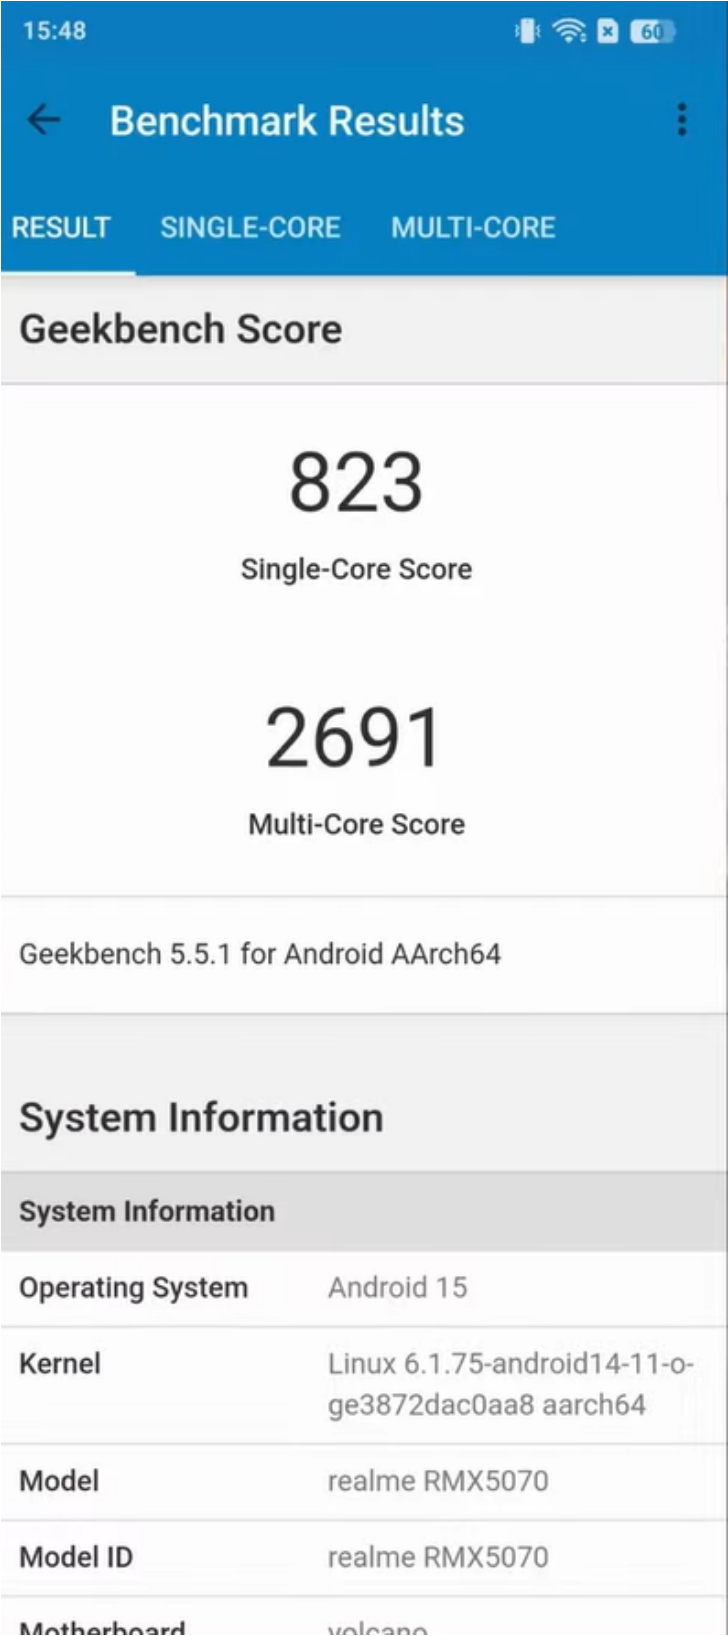 15:48
60
Benchmark Results
RESULT SINGLE-CORE MULTI-CORE
Geekbench Score
823
Single-Core Score
2691
Multi-Core Score
Geekbench 5.5.1 for Android AArch64
System Information
System Information
Operating System Android 15
Kernel Linux 6.1.75-android14-11-o-
ge3872dac0aa8 aarch64
Model realme RMX5070
Model ID realme RMX5070
Motherboard volcano